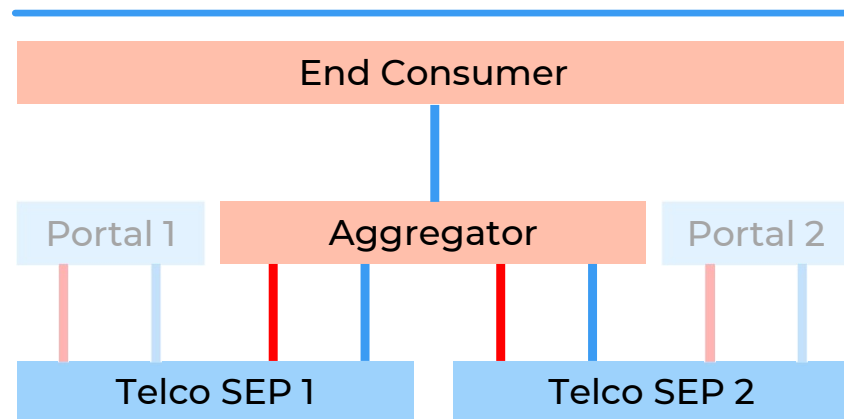 End Consumer
Portal 1
Aggregator
Portal 2
Telco SEP 1
Telco SEP 2